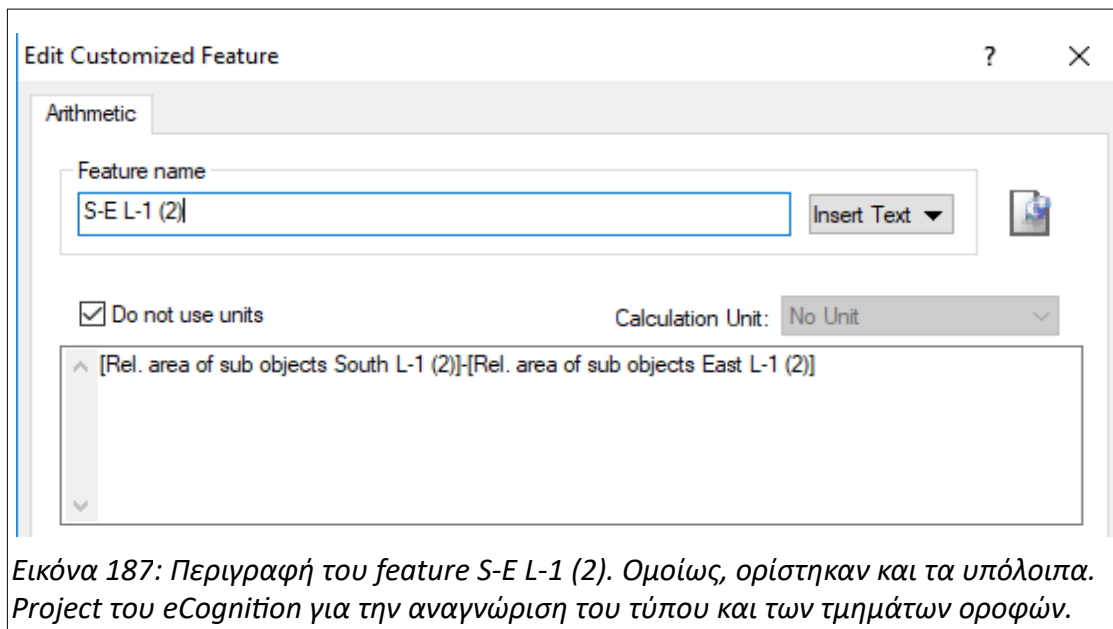 Edit Customized Feature ?
Arithmetic
Feature name
S-E L-1 (2)
Insert Text
Do not use units
Calculation Unit: No Unit
[Rel. area of sub objects South L-1 (2)]-[Rel. area of sub objects East L-1 (2)]
Εικόνα 187: Περιγραφή του feature S-E L-1 (2). Ομοίως, ορίστηκαν και τα υπόλοιπα.
Project του eCognition για την αναγνώριση του τύπου και των τμημάτων οροφών.